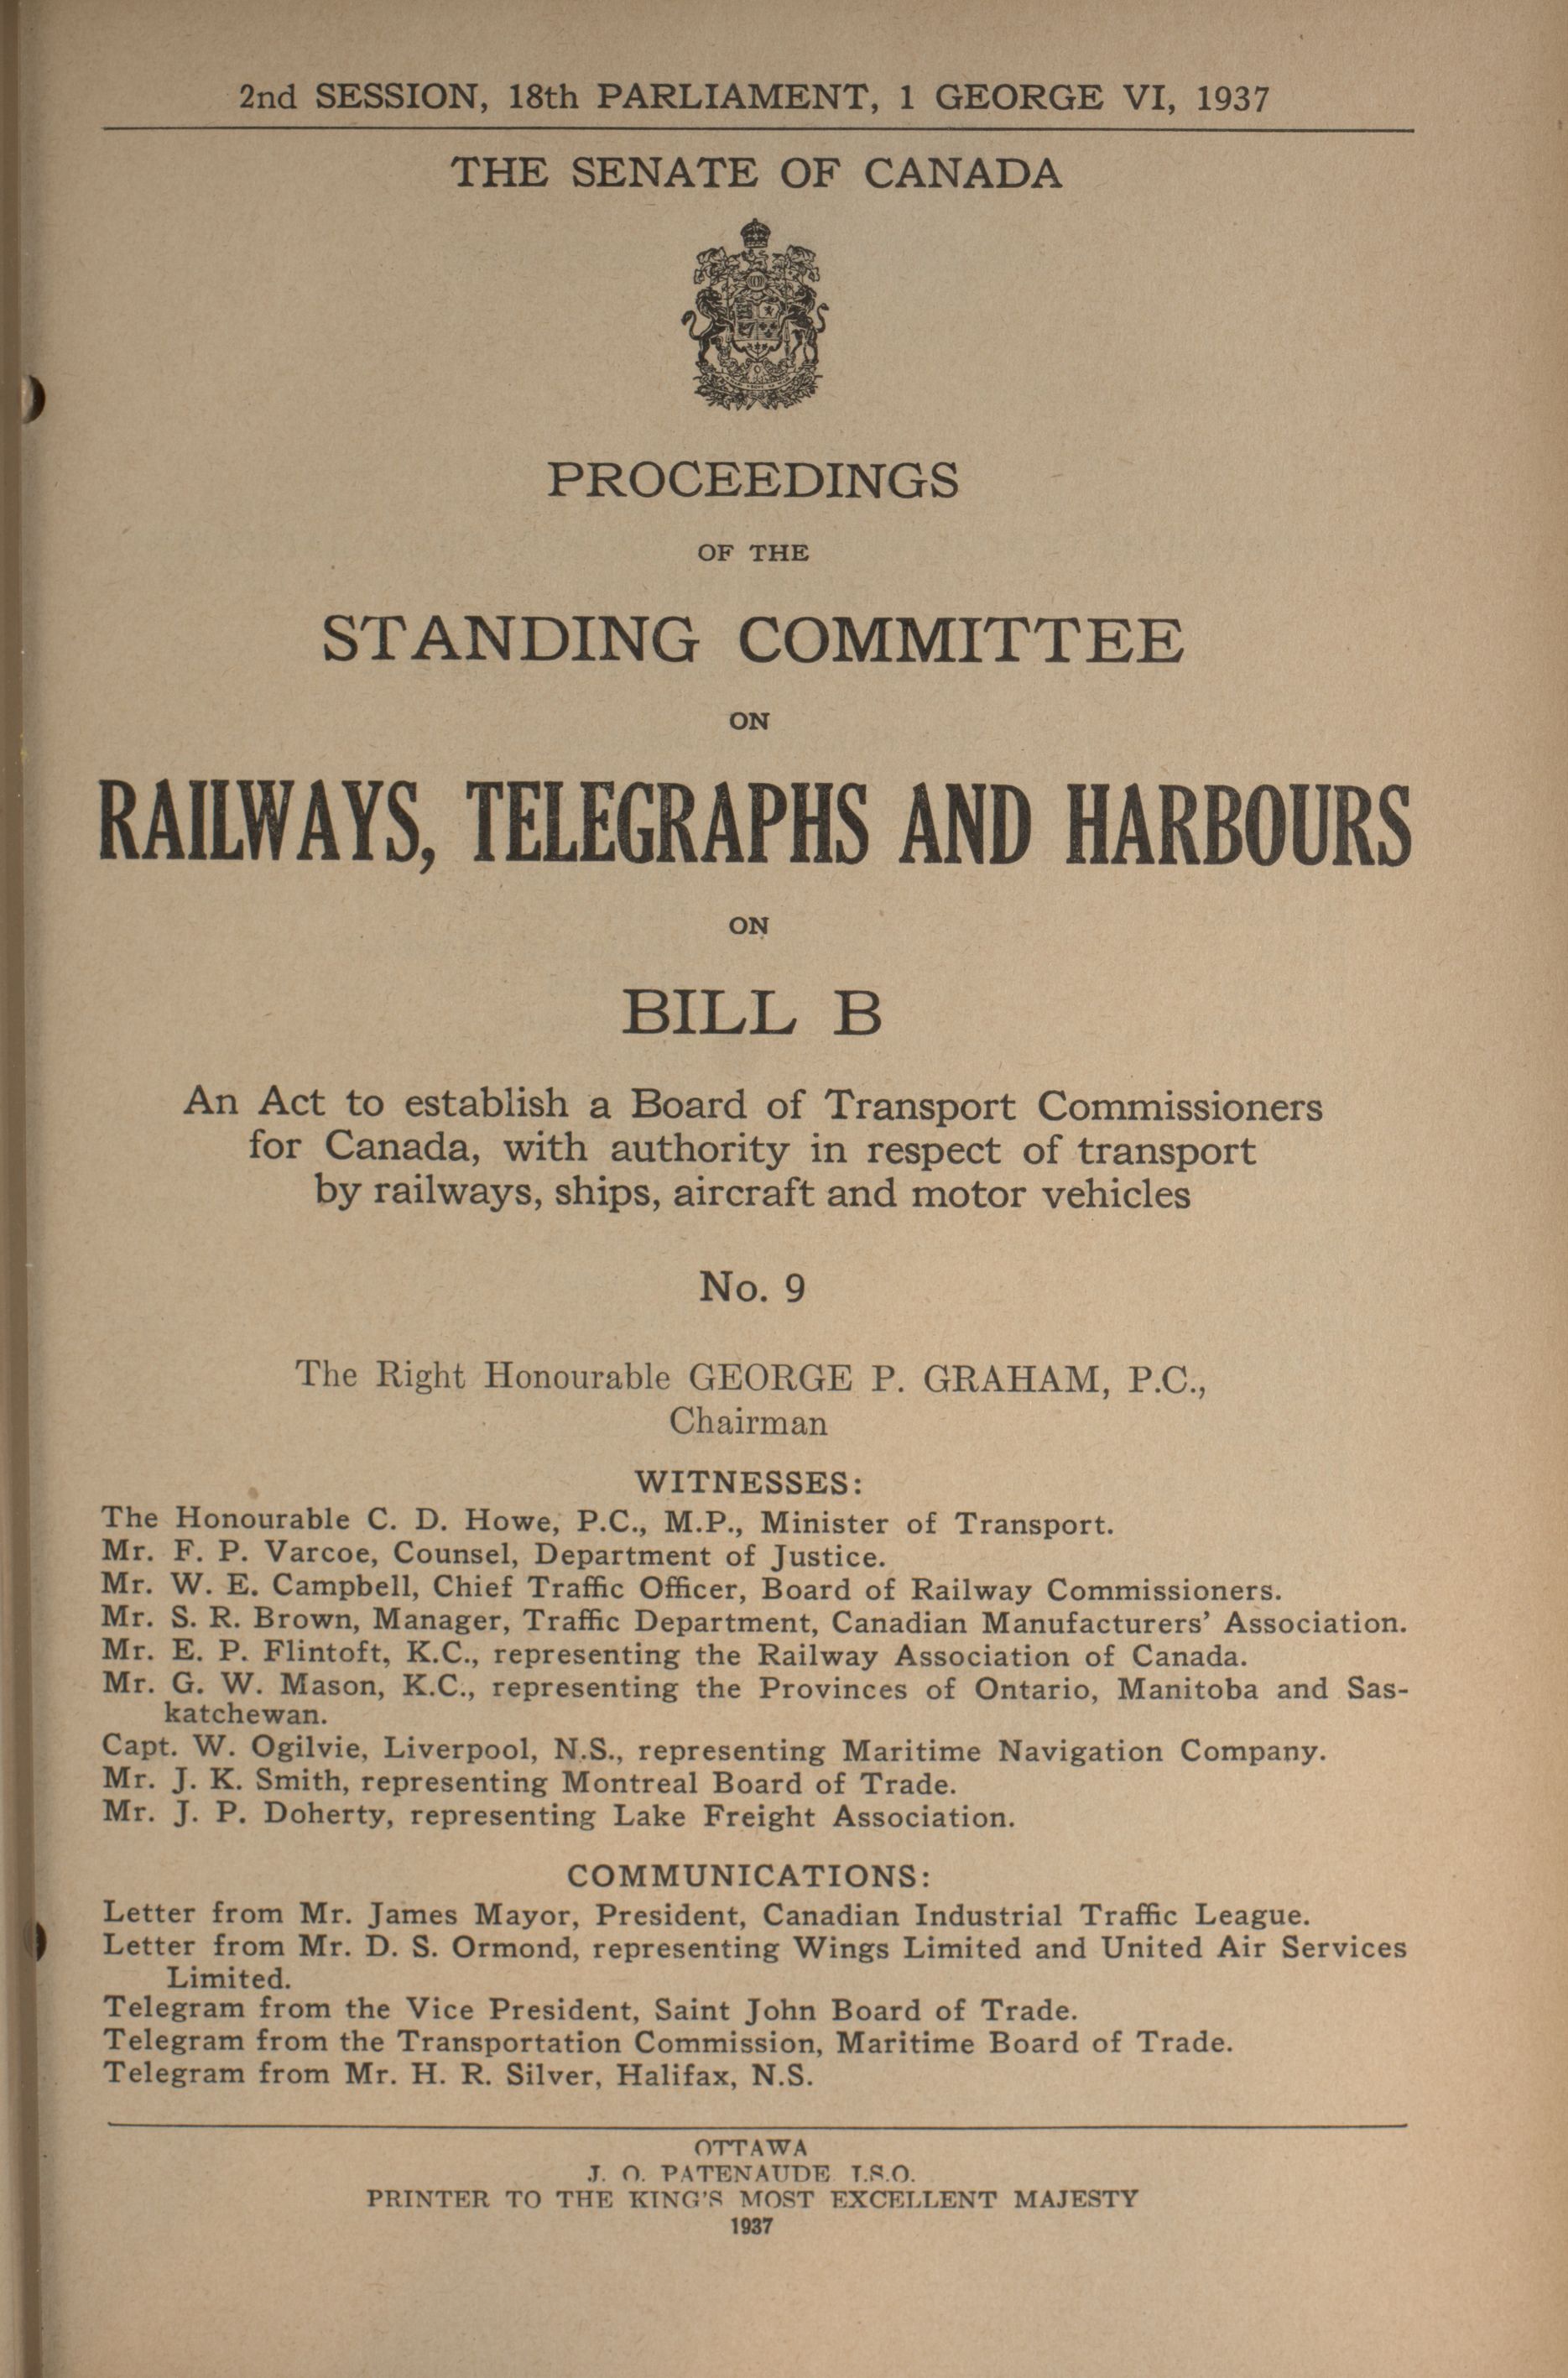 2nd SESSION, 18th PARLIAMENT, 1 GEORGE VI, 1937
THE SENATE OF CANADA
PROCEEDINGS
OF THE
STANDING COMMITTEE
ON
RAILWAYS, TELEGRAPHS AND HARBOURS
ON
BILL B
An Act to establish a Board of Transport Commissioners
for Canada, with authority in respect of transport
by railways, ships, aircraft and motor vehicles
No. 9
The Right Honourable GEORGE P. GRAHAM, P.C.,
Chairman
WITNESSES:
The Honourable C. D. Howe, P.C., M.P., Minister of Transport.
Mr. F. P. Varcoe, Counsel, Department of Justice.
Mr. W. E. Campbell, Chief Traffic Officer, Board of Railway Commissioners.
Mr. S. R. Brown, Manager, Traffic Department, Canadian Manufacturers' Association.
Mr. E. P. Flintoft, K.C., representing the Railway Association of Canada.
Mr. G. W. Mason, K.C., representing the Provinces of Ontario, Manitoba and Sas-
katchewan.
Capt. W. Ogilvie, Liverpool, N.S., representing Maritime Navigation Company.
Mr. J. K. Smith, representing Montreal Board of Trade.
Mr. J. P. Doherty, representing Lake Freight Association.
COMMUNICATIONS:
Letter from Mr. James Mayor, President, Canadian Industrial Traffic League.
Letter from Mr. D. S. Ormond, representing Wings Limited and United Air Services
Limited.
Telegram from the Vice President, Saint John Board of Trade.
Telegram from the Transportation Commission, Maritime Board of Trade.
Telegram from Mr. H. R. Silver, Halifax, N.S.
OTTAWA
J. O. PATENAUDE I.S.O.
PRINTER TO THE KING'S MOST EXCELLENT MAJESTY
1937